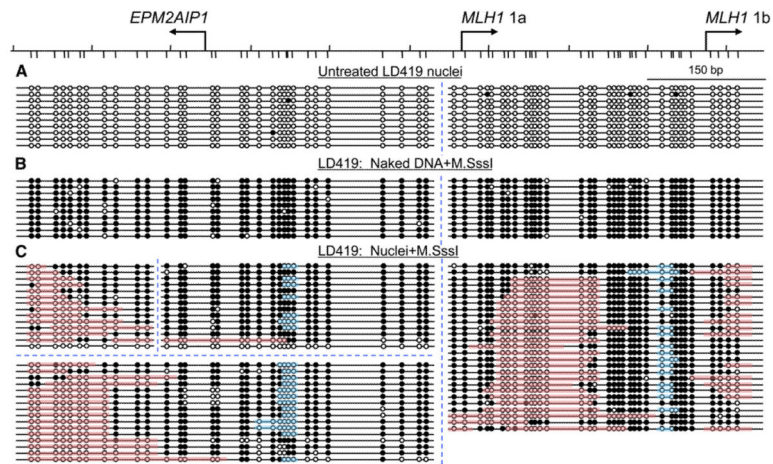 EPM2AIP1 MLH1 1a MLH1 1b
A Untreated LD419 nuclei 150 bp
B LD419: Naked DNA+M.SssI
C LD419: Nuclei+M.SssI